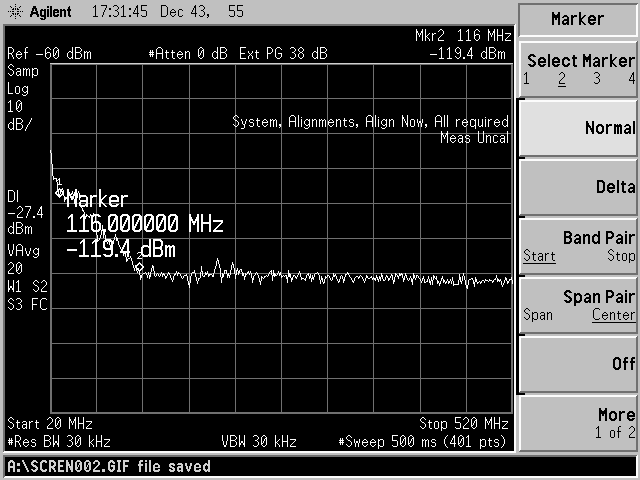 Agilent 17:31:45 Dec 43, 55
Mkr2 116 MHz
Ref -60 dBm #Atten 0 dB Ext PG 38 dB -119.4 dBm
Samp
Log
10
dB/
System, Alignments, Align Now, All required
Meas Uncal
DI
-27.4
dBm
Marker
116.000000 MHz
-119.4 dBm
VAvg
20
W1 S2
S3 FC
1
2
Start 20 MHz Stop 520 MHz
#Res BW 30 kHz VBW 30 kHz #Sweep 500 ms (401 pts)
A:\SCREN002.GIF file saved
Marker
Select Marker
1 2 3 4
Normal
Delta
Band Pair
Start Stop
Span Pair
Span Center
Off
More
1 of 2